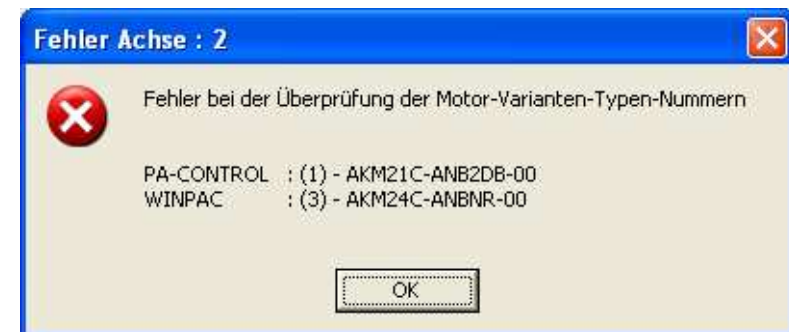 Fehler Achse : 2
Fehler bei der Überprüfung der Motor-Varianten-Typen-Nummern
PA-CONTROL : (1) - AKM21C-ANB2DB-00
WINPAC : (3) - AKM24C-ANBNR-00
OK